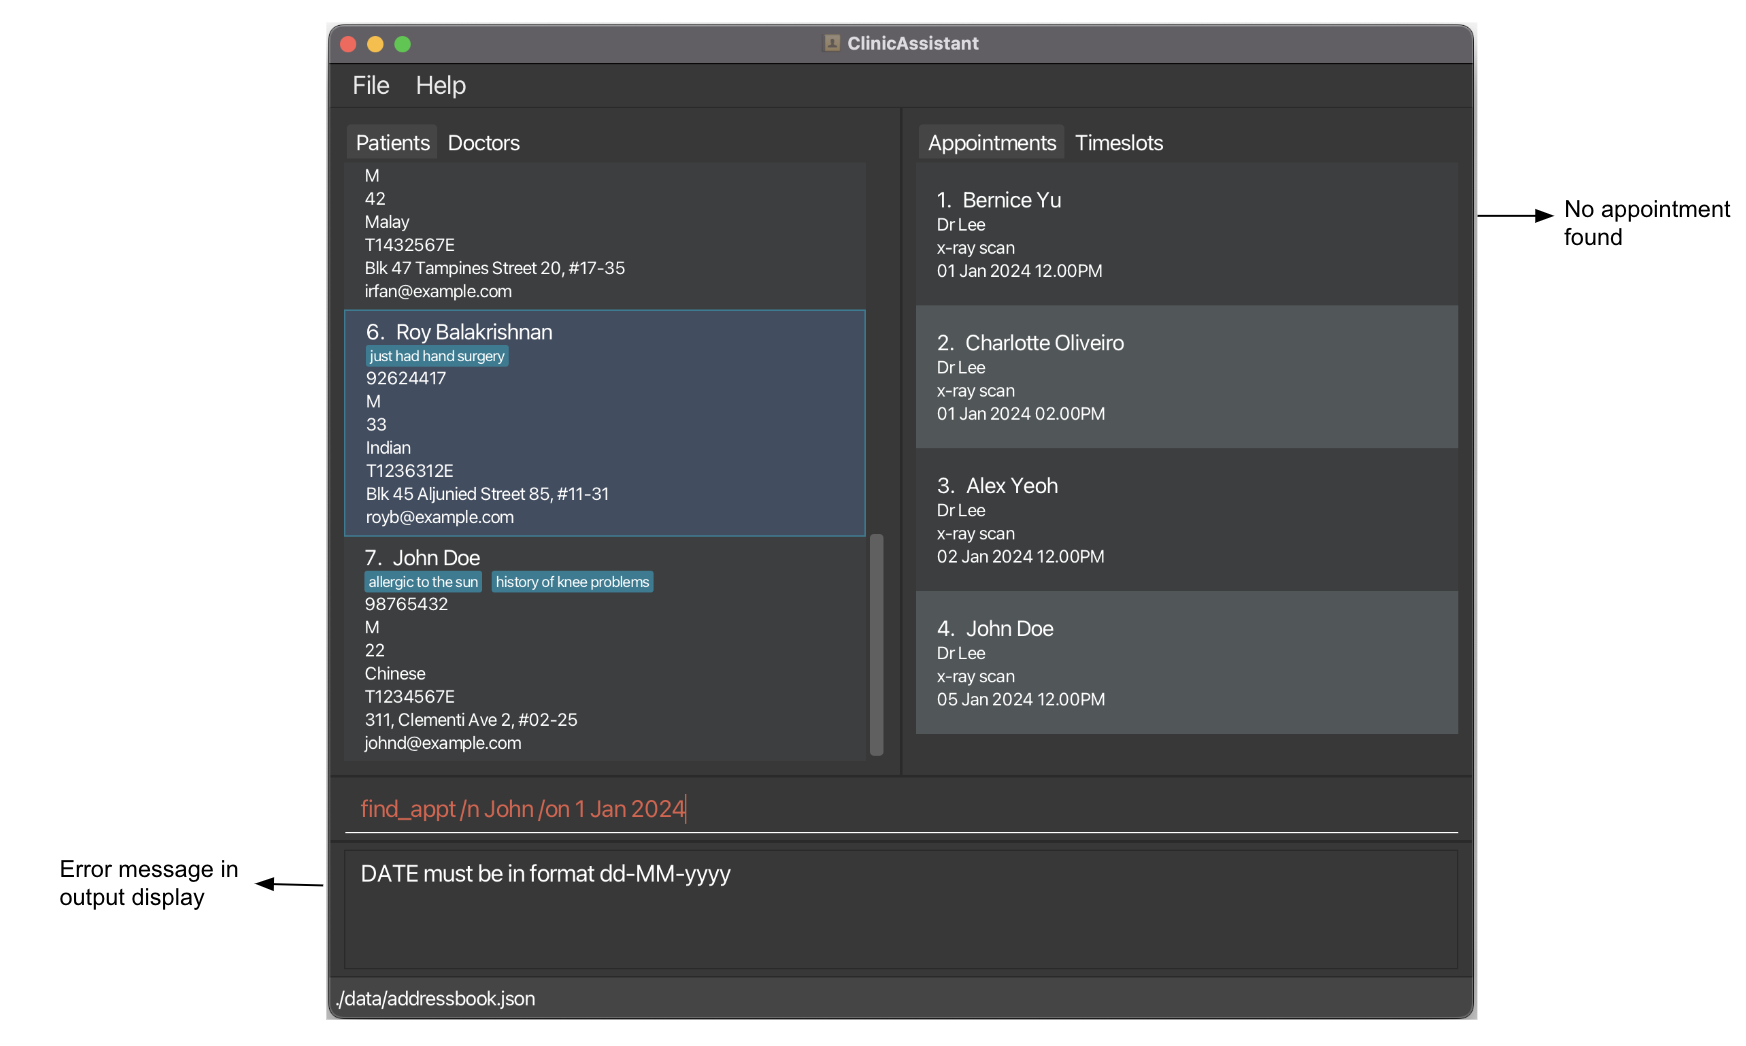 ClinicAssistant
File Help
Patients Doctors
M
42
Malay
T1432567E
Blk 47 Tampines Street 20, #17-35
irfan@example.com
6. Roy Balakrishnan
just had hand surgery
92624417
M
33
Indian
T1236312E
Blk 45 Aljunied Street 85, #11-31
royb@example.com
7. John Doe
allergic to the sun history of knee problems
98765432
M
22
Chinese
T1234567E
311, Clementi Ave 2, #02-25
johnd@example.com
Appointments Timeslots
1. Bernice Yu
Dr Lee
x-ray scan
01 Jan 2024 12.00PM
2. Charlotte Oliveiro
Dr Lee
x-ray scan
01 Jan 2024 02.00PM
3. Alex Yeoh
Dr Lee
x-ray scan
02 Jan 2024 12.00PM
4. John Doe
Dr Lee
x-ray scan
05 Jan 2024 12.00PM
No appointment
found
find_appt /n John /on 1 Jan 2024
Error message in
output display
DATE must be in format dd-MM-yyyy
./data/addressbook.json